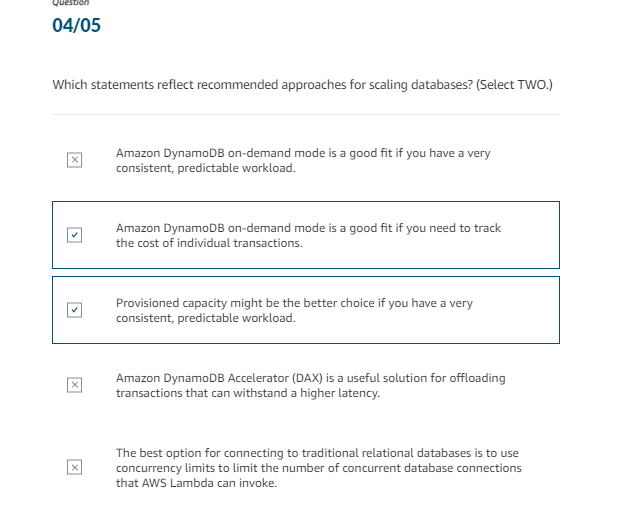 Question
04/05
Which statements reflect recommended approaches for scaling databases? (Select TWO.)
Amazon DynamoDB on-demand mode is a good fit if you have a very
consistent, predictable workload.
Amazon DynamoDB on-demand mode is a good fit if you need to track
the cost of individual transactions.
Provisioned capacity might be the better choice if you have a very
consistent, predictable workload.
Amazon DynamoDB Accelerator (DAX) is a useful solution for offloading
transactions that can withstand a higher latency.
The best option for connecting to traditional relational databases is to use
concurrency limits to limit the number of concurrent database connections
that AWS Lambda can invoke.